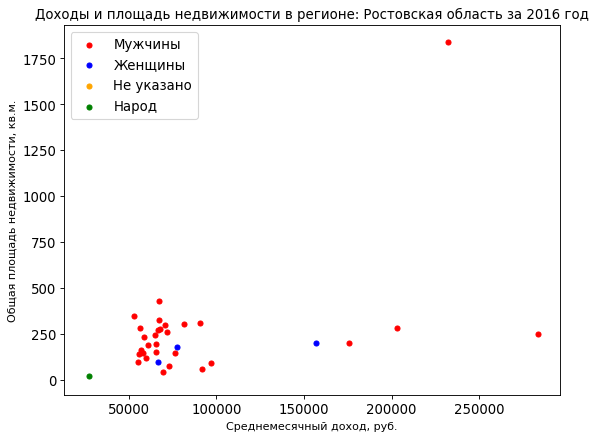 Доходы и площадь недвижимости в регионе: Ростовская область за 2016 год
Мужчины
Женщины
Не указано
Народ
1750
1500
1250
1000
750
500
250
0
Общая площадь недвижимости, кв.м.
50000 100000 150000 200000 250000
Среднемесячный доход, руб.